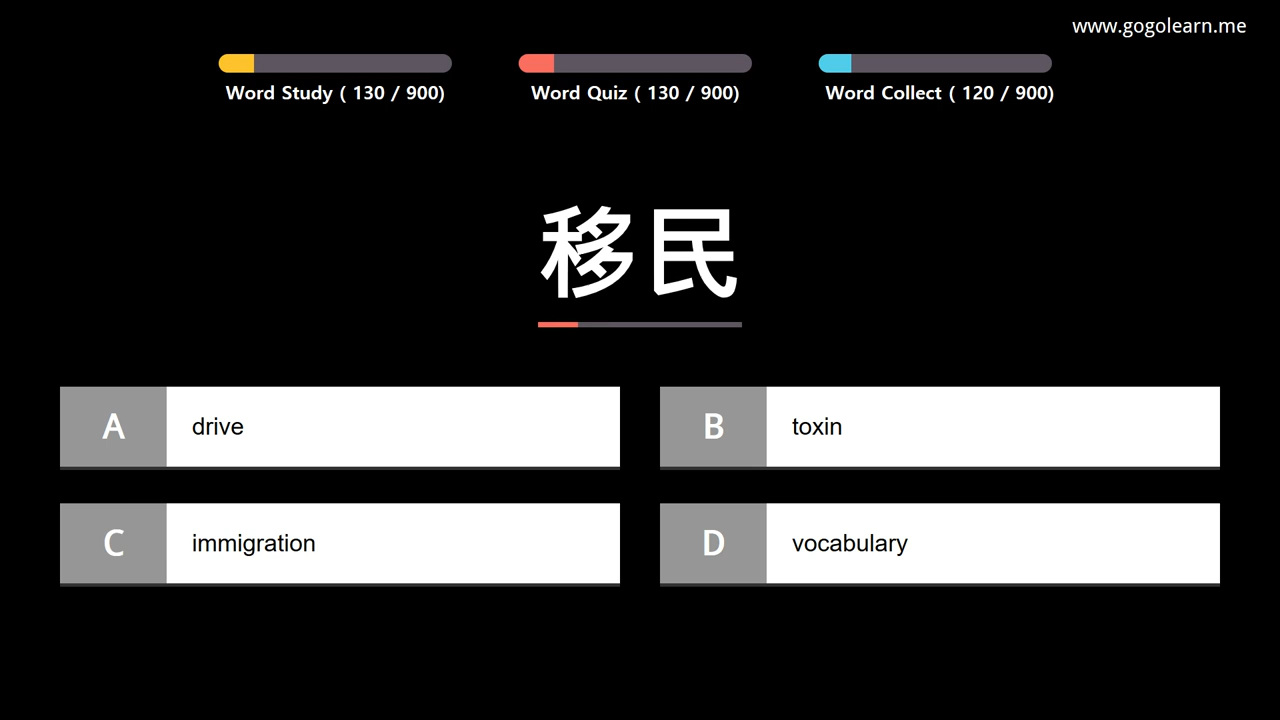 www.gogolearn.me
Word Study ( 130 / 900)
Word Quiz ( 130 / 900)
Word Collect ( 120 / 900)
移民
A drive
B toxin
C immigration
D vocabulary